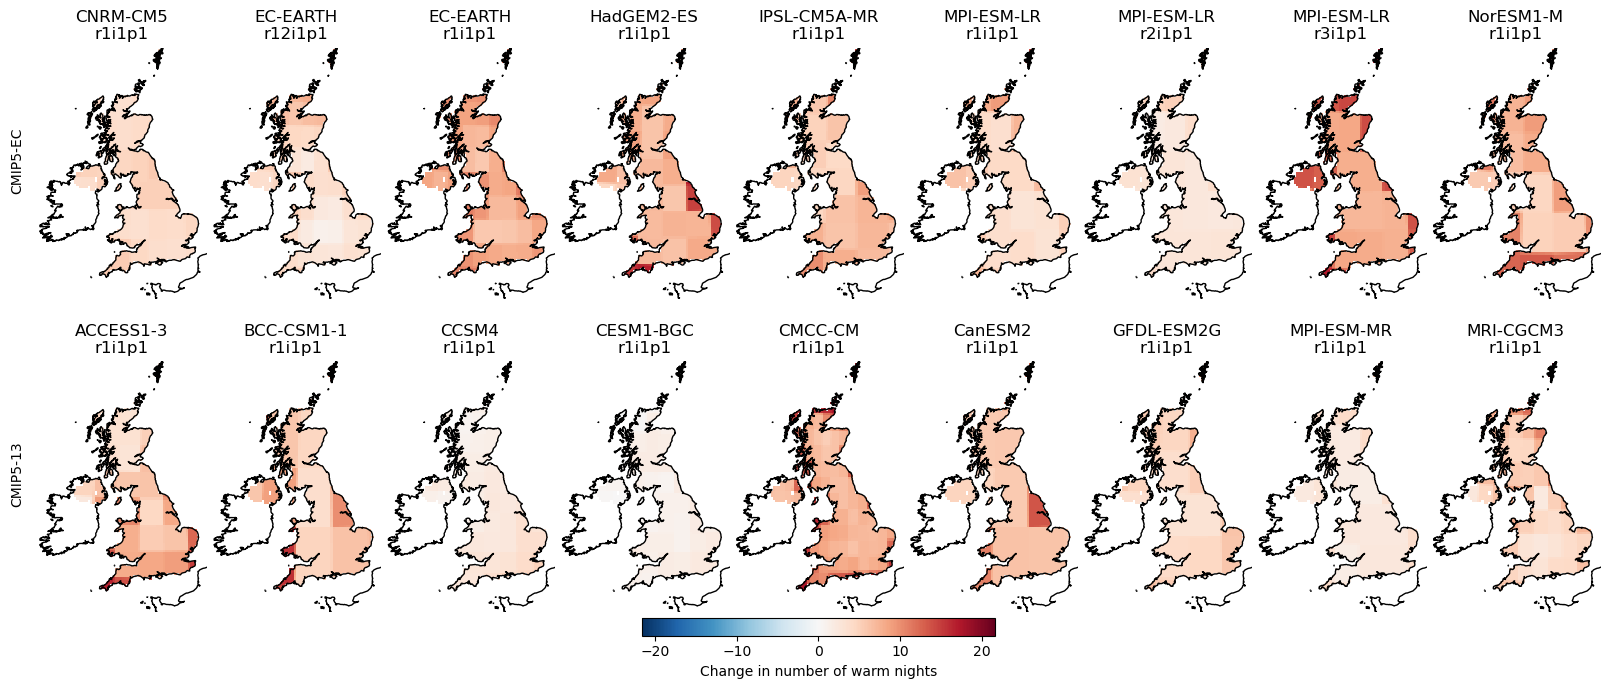 CNRM-CM5
r1i1p1
EC-EARTH
r12i1p1
EC-EARTH
r1i1p1
HadGEM2-ES
r1i1p1
IPSL-CM5A-MR
r1i1p1
MPI-ESM-LR
r1i1p1
MPI-ESM-LR
r2i1p1
MPI-ESM-LR
r3i1p1
NorESM1-M
r1i1p1
CMIP5-EC
ACCESS1-3
r1i1p1
BCC-CSM1-1
r1i1p1
CCSM4
r1i1p1
CESM1-BGC
r1i1p1
CMCC-CM
r1i1p1
CanESM2
r1i1p1
GFDL-ESM2G
r1i1p1
MPI-ESM-MR
r1i1p1
MRI-CGCM3
r1i1p1
CMIP5-13
−20 −10 0 10 20
Change in number of warm nights